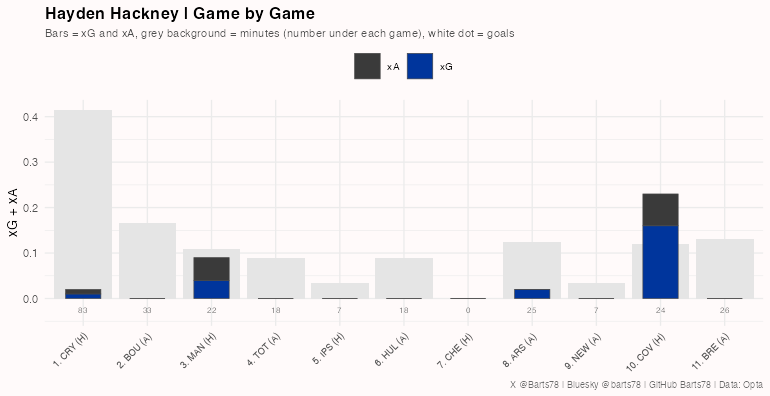 Hayden Hackney | Game by Game
Bars = xG and xA, grey background = minutes (number under each game), white dot = goals
xA xG
xG + xA
0.4
0.3
0.2
0.1
0.0
83 33 22 18 7 18 0 25 7 24 26
1. CRY (H) 2. BOU (A) 3. MAN (H) 4. TOT (A) 5. IPS (H) 6. HUL (A) 7. CHE (H) 8. ARS (A) 9. NEW (A) 10. COV (H) 11. BRE (A)
X @Barts78 | Bluesky @barts78 | GitHub Barts78 | Data: Opta